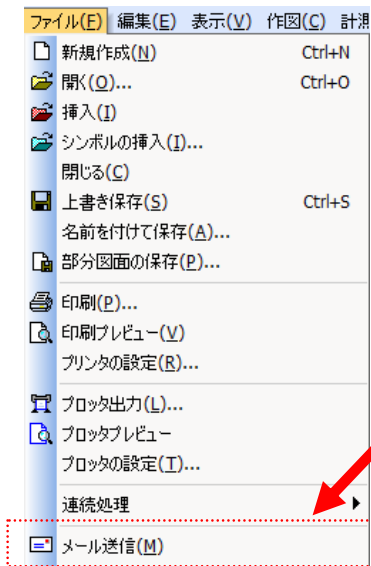 ファイル(F) 編集(E) 表示(V) 作図(C) 計測
新規作成(N) Ctrl+N
開く(O)... Ctrl+O
挿入(I)
シンボルの挿入(I)...
閉じる(C)
上書き保存(S) Ctrl+S
名前を付けて保存(A)...
部分図面の保存(P)...
印刷(P)...
印刷プレビュー(V)
プリンタの設定(R)...
プロッタ出力(L)...
プロッタプレビュー
プロッタの設定(T)...
連続処理
メール送信(M)